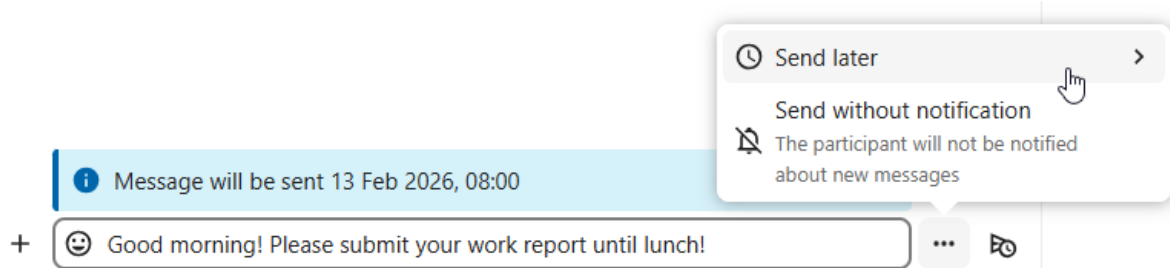 Send later
Send without notification
The participant will not be notified
about new messages
Message will be sent 13 Feb 2026, 08:00
Good morning! Please submit your work report until lunch!